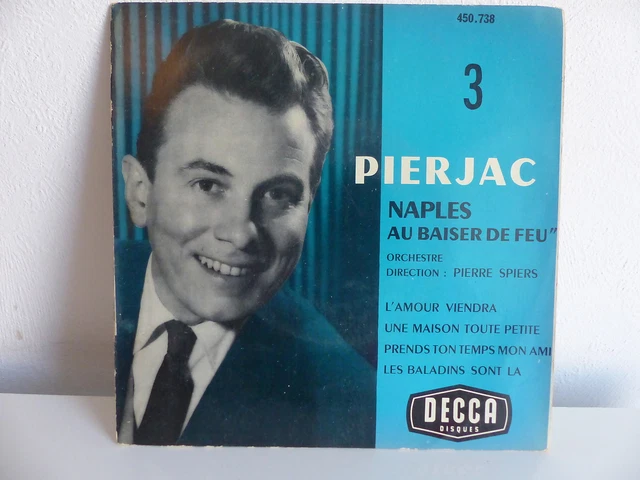 450.738
3
PIERJAC
NAPLES
AU BAISER DE FEU"
ORCHESTRE
DIRECTION : PIERRE SPIERS
L'AMOUR VIENDRA
UNE MAISON TOUTE PETITE
PRENDS TON TEMPS MON AMI
LES BALADINS SONT LA
DECCA
DISQUES